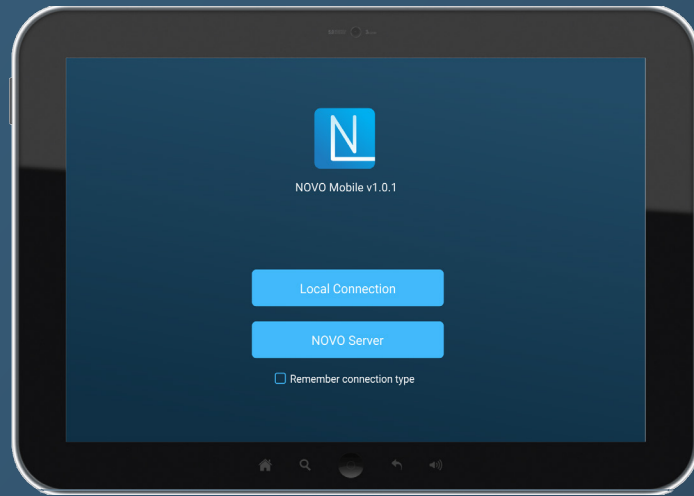 N
NOVO Mobile v1.0.1
Local Connection
NOVO Server
Remember connection type